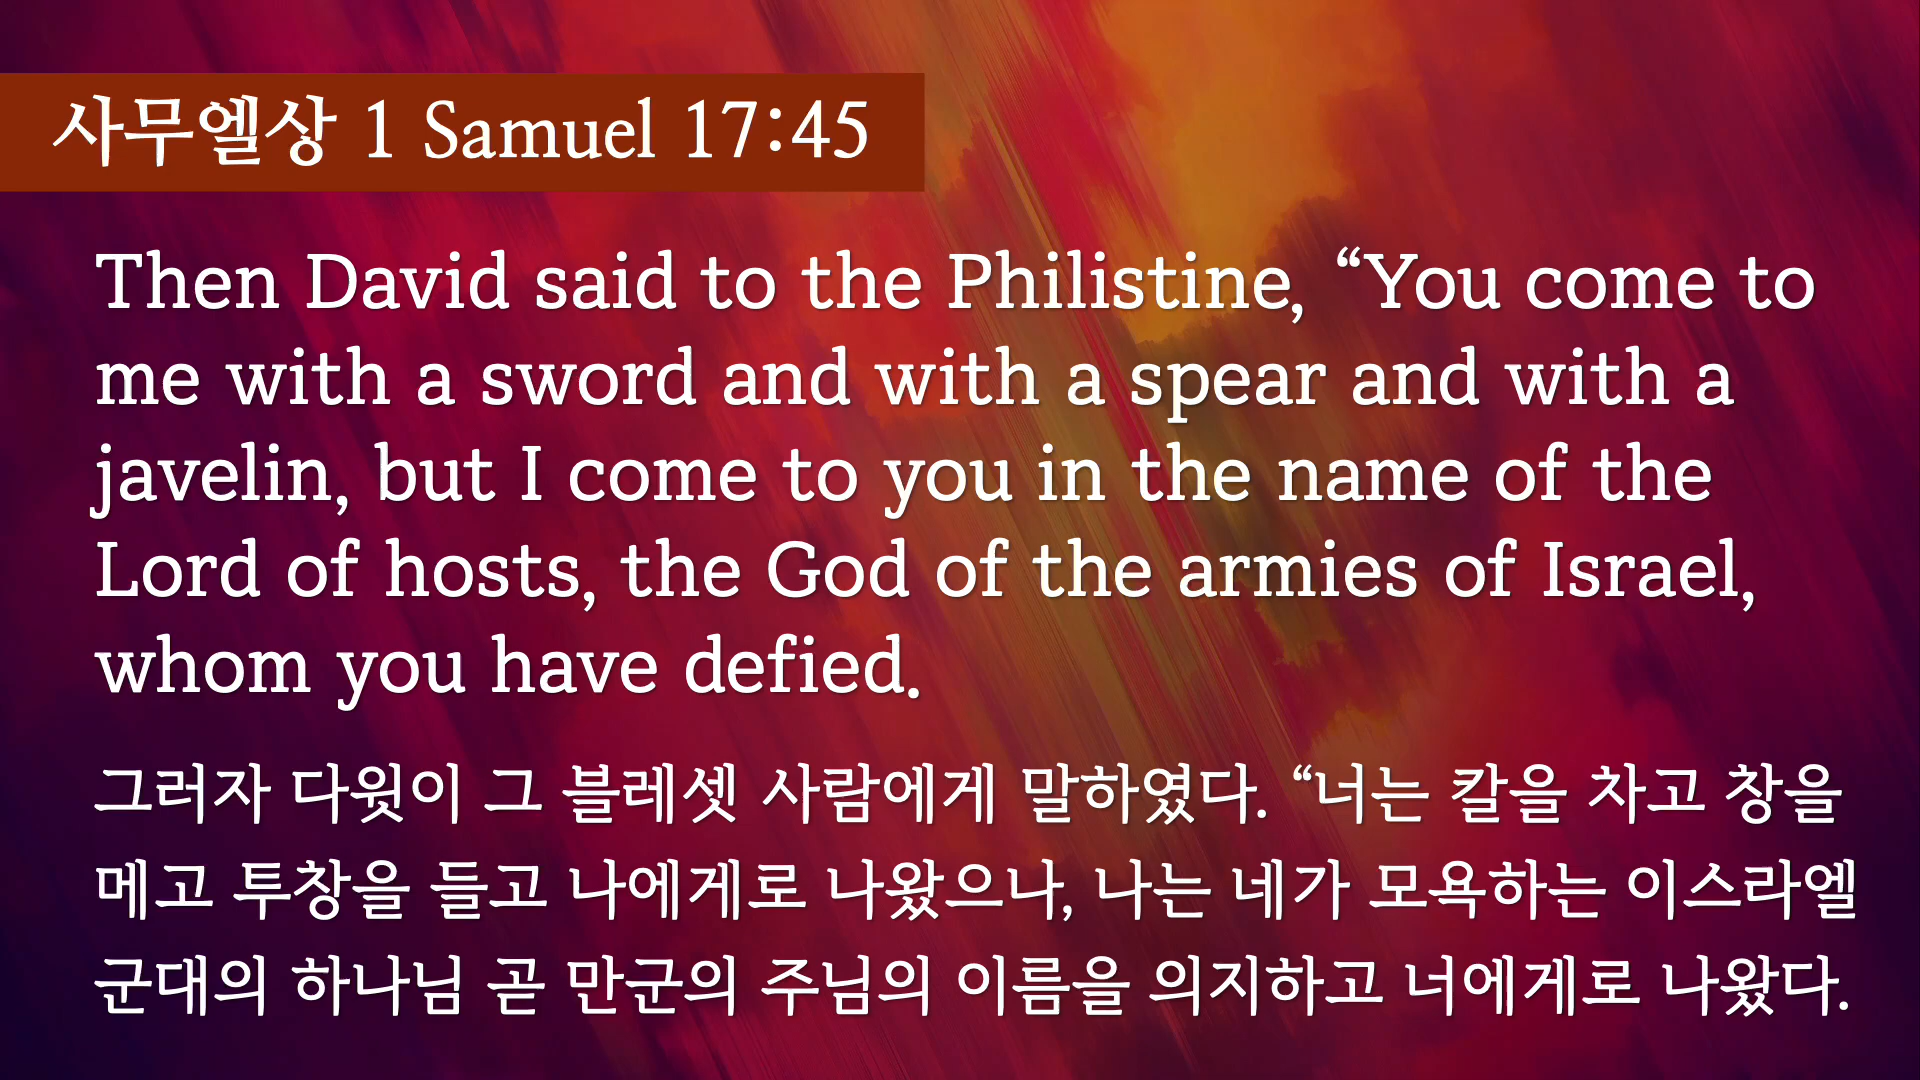 사무엘상 1 Samuel 17:45
Then David said to the Philistine, “You come to
me with a sword and with a spear and with a
javelin, but I come to you in the name of the
Lord of hosts, the God of the armies of Israel,
whom you have defied.
그러자 다윗이 그 블레셋 사람에게 말하였다. “너는 칼을 차고 창을
메고 투창을 들고 나에게로 나왔으나, 나는 네가 모욕하는 이스라엘
군대의 하나님 곧 만군의 주님의 이름을 의지하고 너에게로 나왔다.